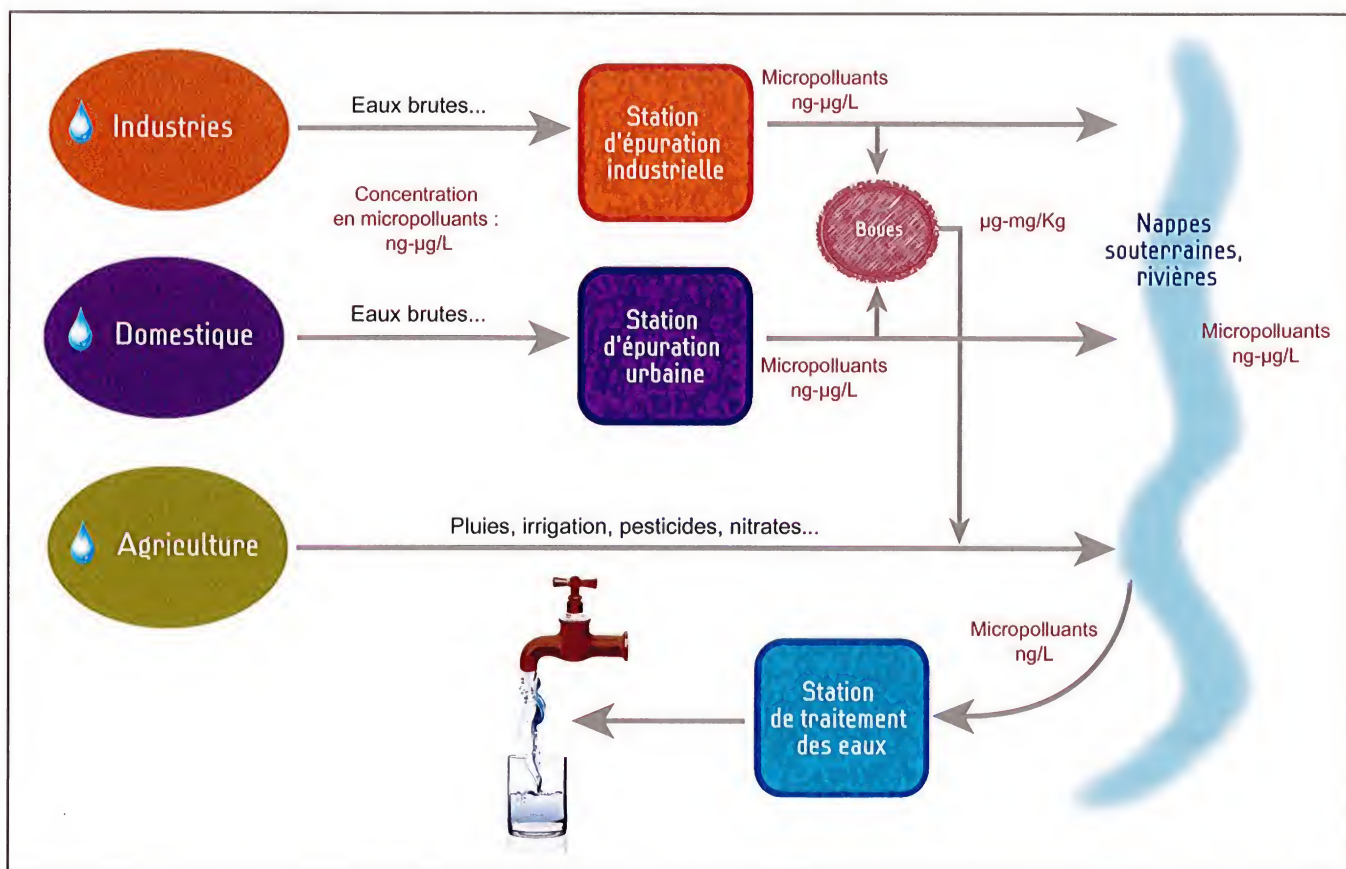 Industries
Eaux brutes...
Station
d'épuration
industrielle
Micropolluants
ng-µg/L
Concentration
en micropolluants :
ng-µg/L
Boues
µg-mg/Kg
Nappes
souterraines,
rivières
Domestique
Eaux brutes...
Station
d'épuration
urbaine
Micropolluants
ng-µg/L
Micropolluants
ng-µg/L
Agriculture
Pluies, irrigation, pesticides, nitrates...
Micropolluants
ng/L
Station
de traitement
des eaux